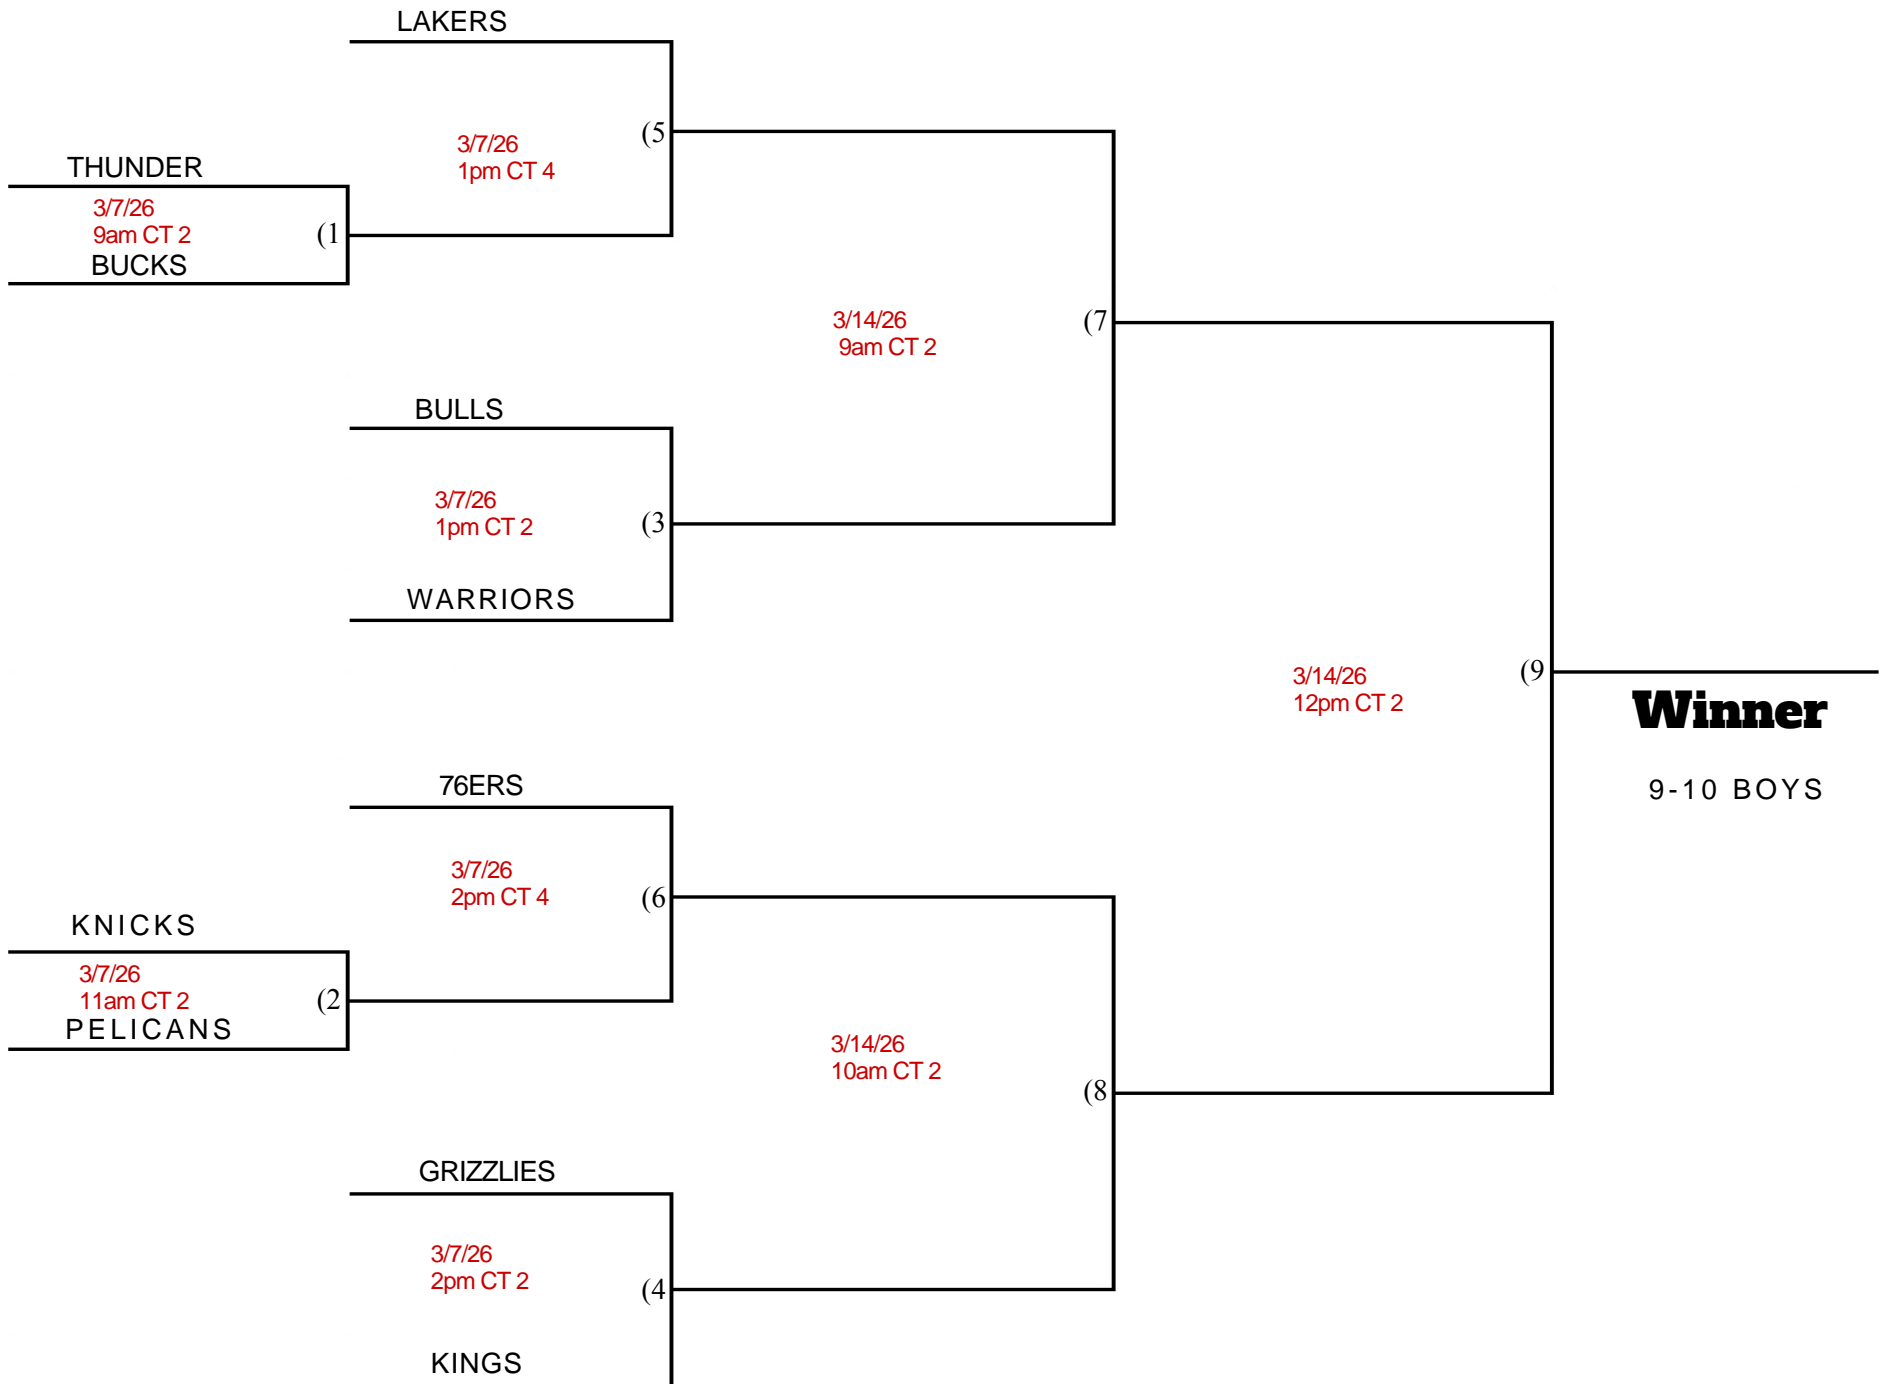 LAKERS
3/7/26
1pm CT 4
(5
THUNDER
3/7/26
9am CT 2
(1
BUCKS
3/14/26
9am CT 2
(7
BULLS
3/7/26
1pm CT 2
(3
WARRIORS
3/14/26
12pm CT 2
(9
Winner
9-10 BOYS
76ERS
3/7/26
2pm CT 4
(6
KNICKS
3/7/26
11am CT 2
(2
PELICANS
3/14/26
10am CT 2
(8
GRIZZLIES
3/7/26
2pm CT 2
(4
KINGS